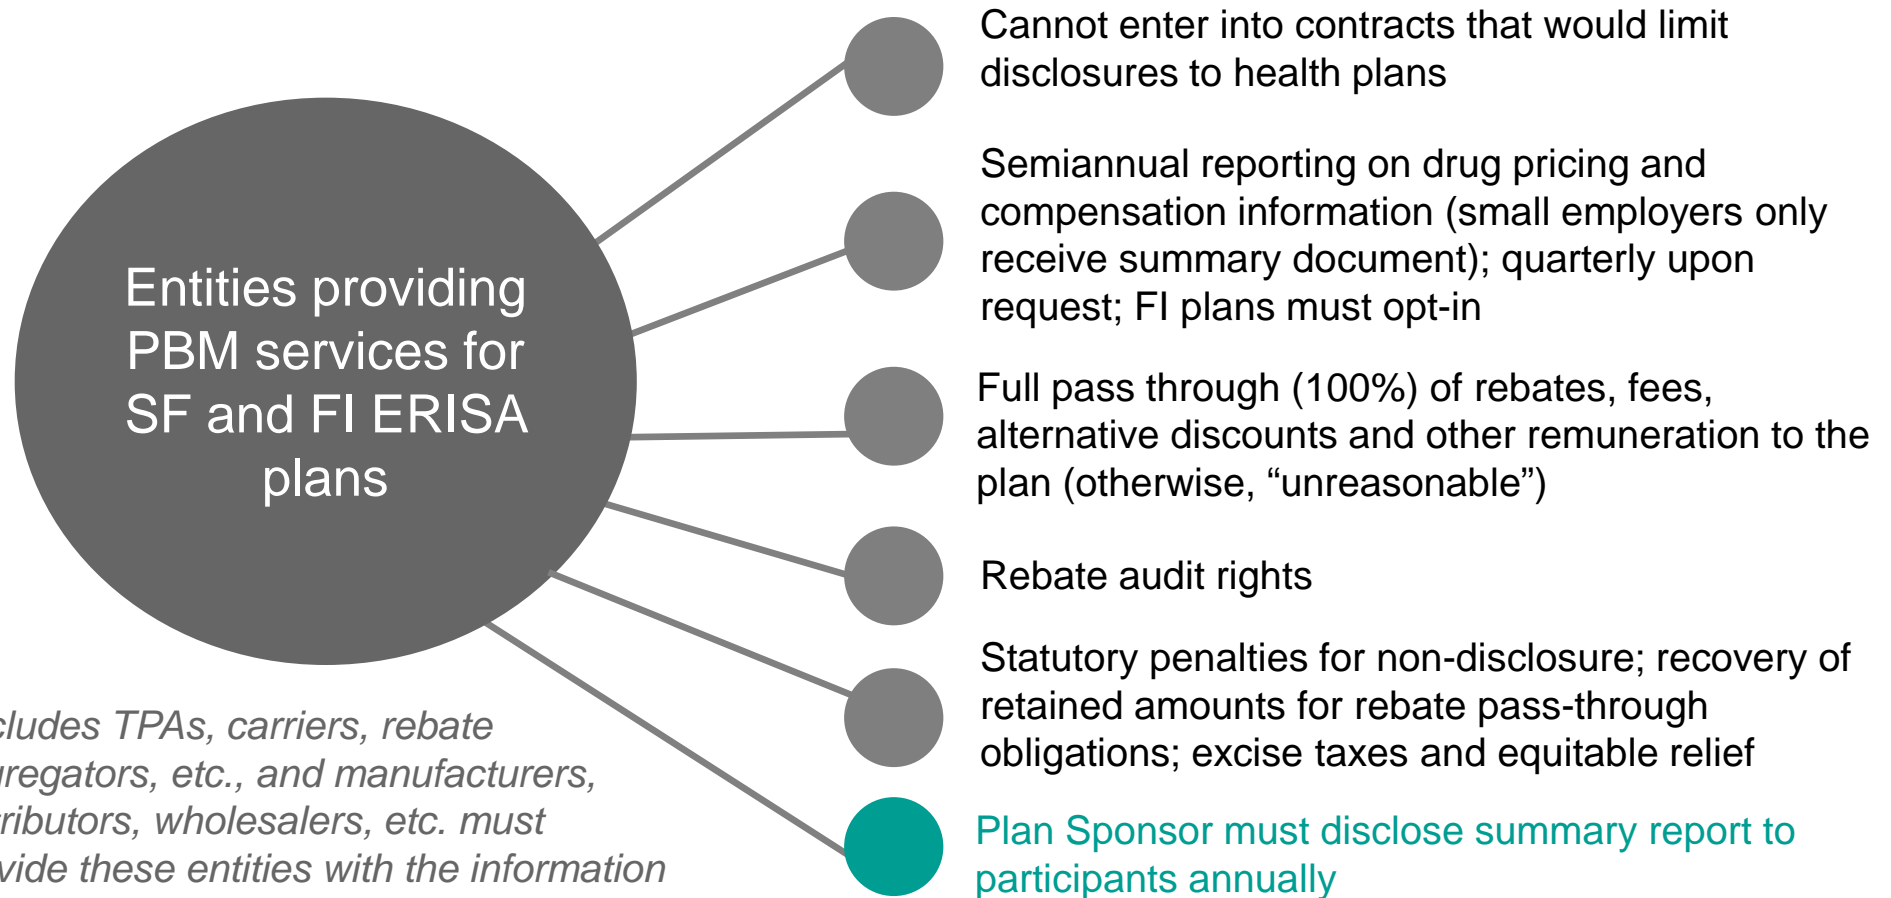 Entities providing
PBM services for
SF and FI ERISA
plans
TPAs, carriers, rebate
etc., and manufacturers,
wholesalers, etc. must
these entities with the information
Cannot enter into contracts that would limit
disclosures to health plans
Semiannual reporting on drug pricing and
compensation information (small employers only
receive summary document); quarterly upon
request; FI plans must opt-in
Full pass through (100%) of rebates, fees,
alternative discounts and other remuneration to the
plan (otherwise, “unreasonable”)
Rebate audit rights
Statutory penalties for non-disclosure; recovery of
retained amounts for rebate pass-through
obligations; excise taxes and equitable relief
Plan Sponsor must disclose summary report to
participants annually